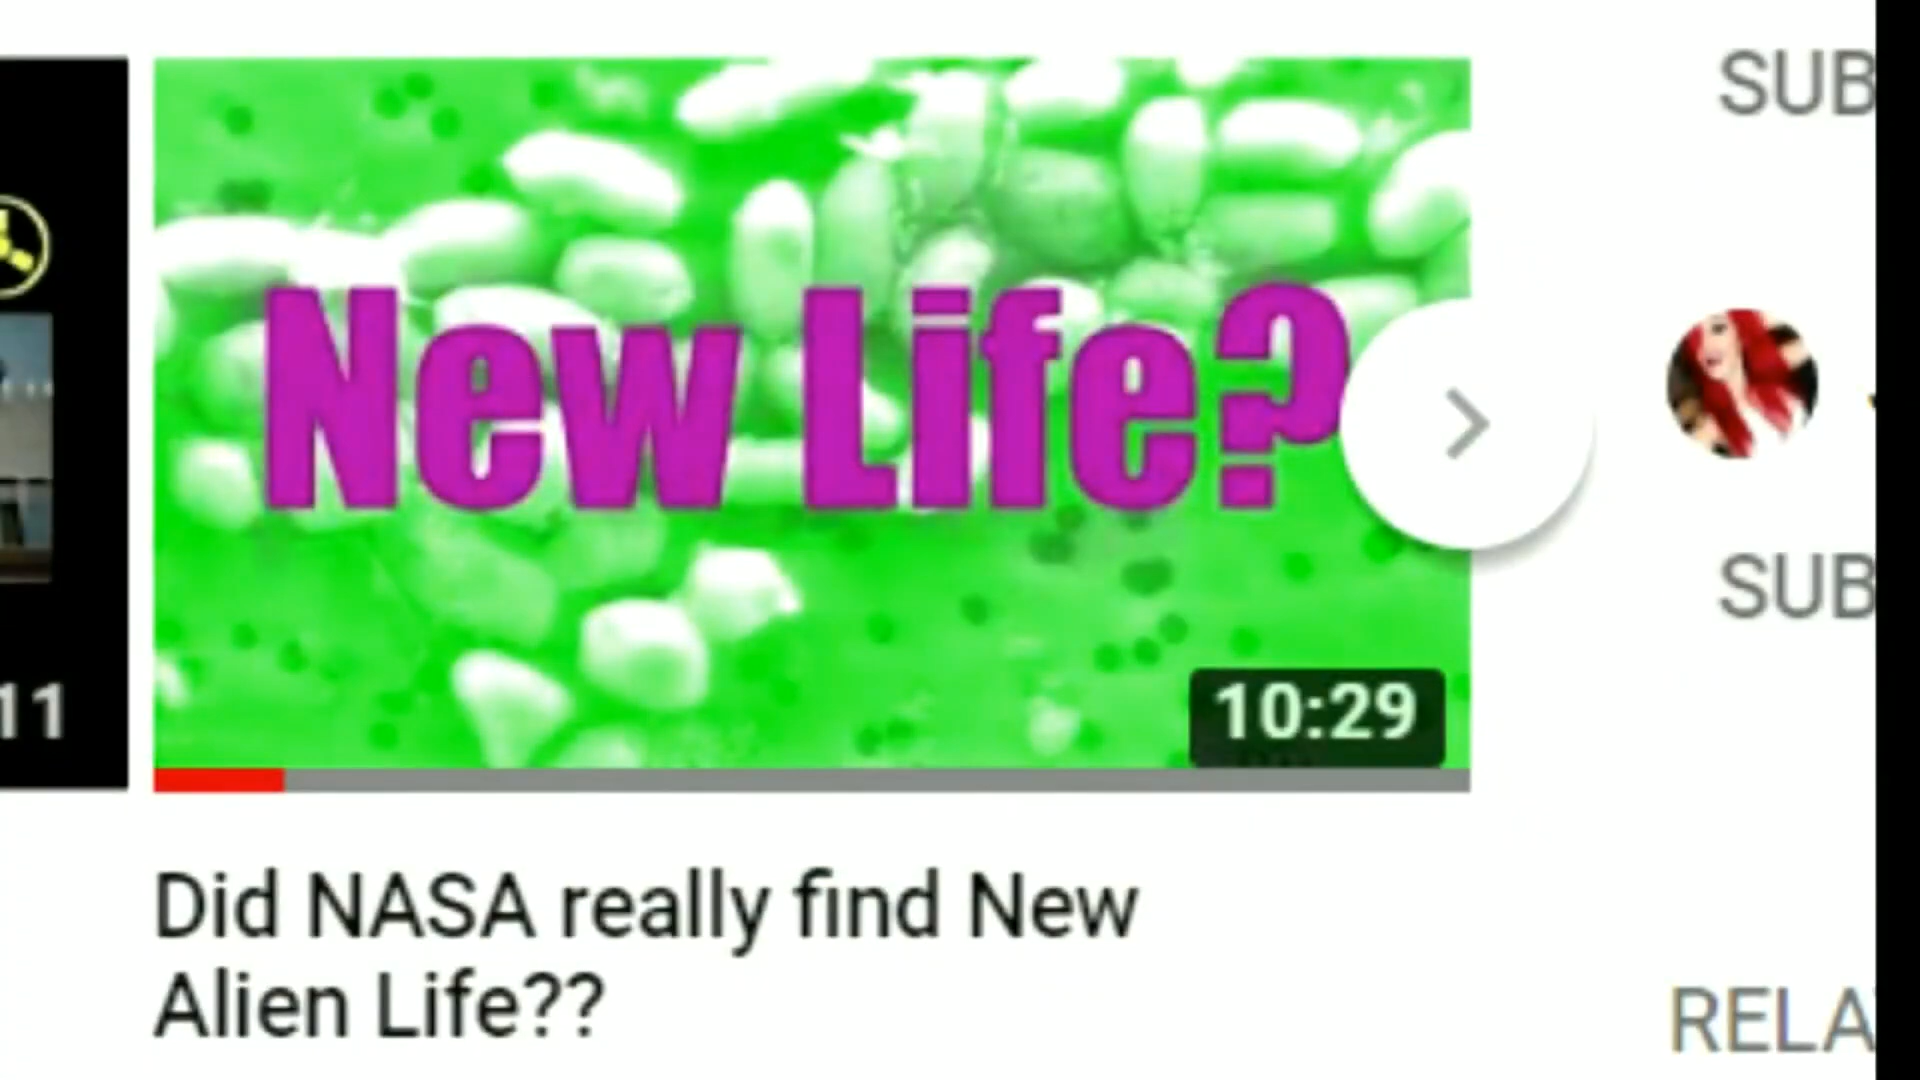 SUB
New Life?
SUB
11
10:29
Did NASA really find New
Alien Life??
RELA